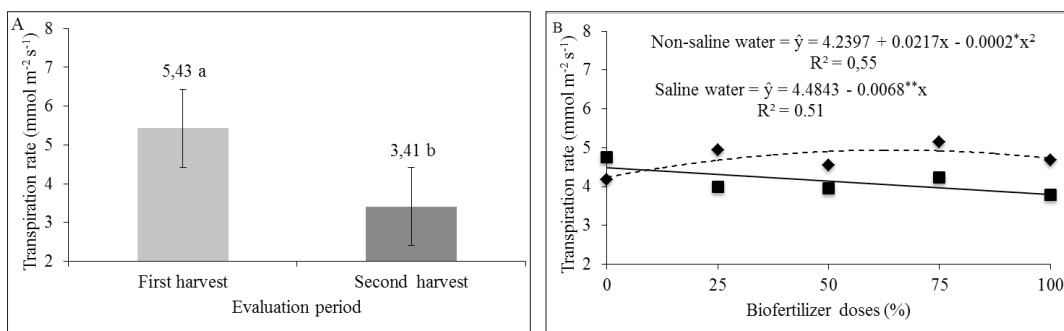 A
Transpiration rate (mmol m⁻² s⁻¹)
8
7
6
5
4
3
2
5,43 a
3,41 b
First harvest
Second harvest
Evaluation period
B
Transpiration rate (mmol m⁻² s⁻¹)
8
7
6
5
4
3
2
Non-saline water = ŷ = 4.2397 + 0.0217x - 0.0002*x²
R² = 0,55
Saline water = ŷ = 4.4843 - 0.0068**x
R² = 0.51
0
25
50
75
100
Biofertilizer doses (%)